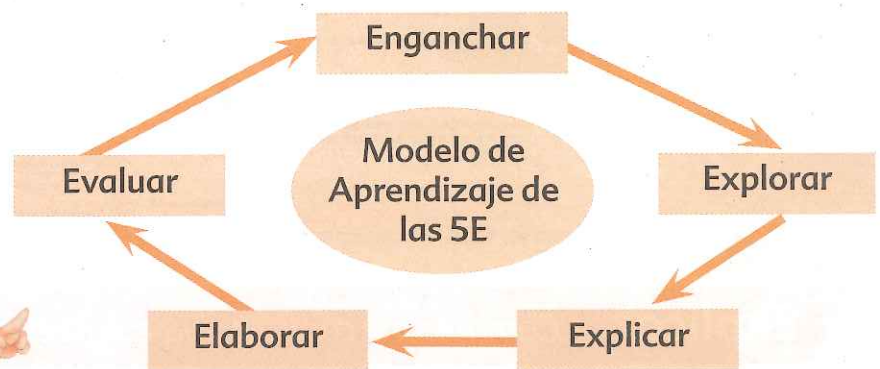 Enganchar
Modelo de
Aprendizaje de
las 5E
Evaluar
Explorar
Elaborar
Explicar